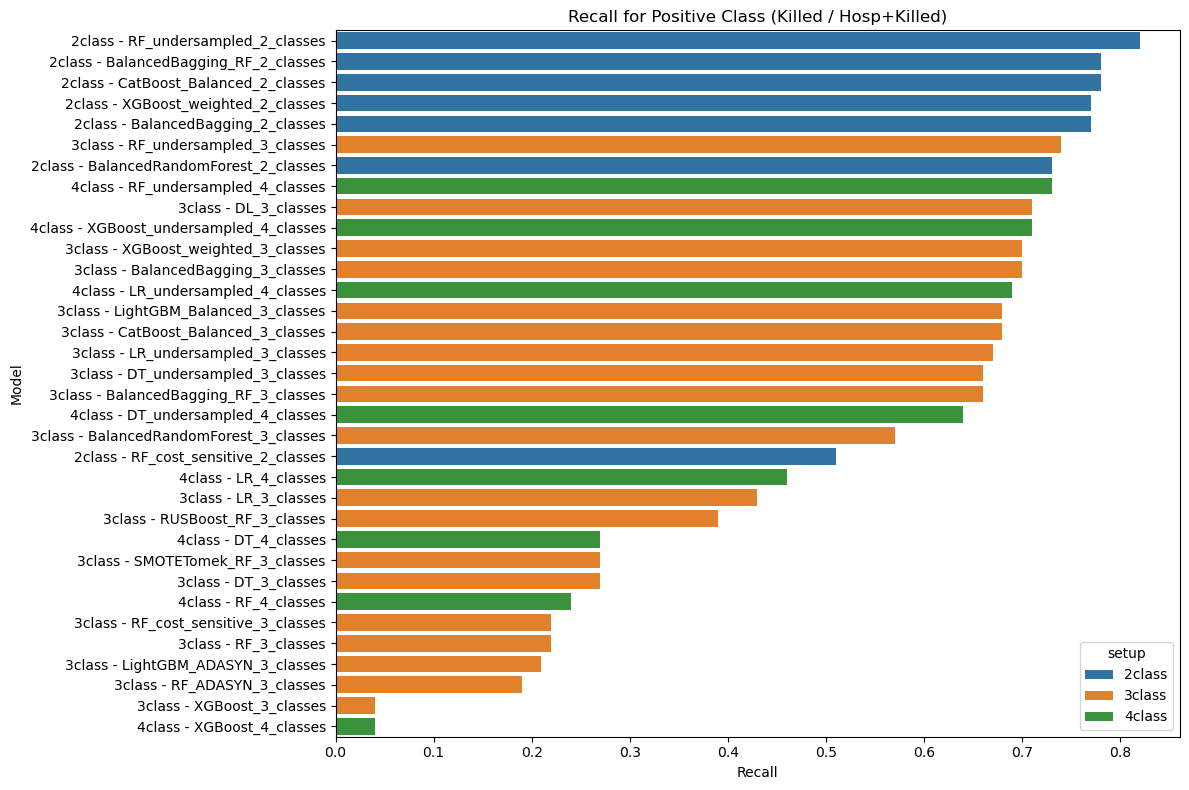 Recall for Positive Class (Killed / Hosp+Killed)
Model
2class - RF_undersampled_2_classes
2class - BalancedBagging_RF_2_classes
2class - CatBoost_Balanced_2_classes
2class - XGBoost_weighted_2_classes
2class - BalancedBagging_2_classes
3class - RF_undersampled_3_classes
2class - BalancedRandomForest_2_classes
4class - RF_undersampled_4_classes
3class - DL_3_classes
4class - XGBoost_undersampled_4_classes
3class - XGBoost_weighted_3_classes
3class - BalancedBagging_3_classes
4class - LR_undersampled_4_classes
3class - LightGBM_Balanced_3_classes
3class - CatBoost_Balanced_3_classes
3class - LR_undersampled_3_classes
3class - DT_undersampled_3_classes
3class - BalancedBagging_RF_3_classes
4class - DT_undersampled_4_classes
3class - BalancedRandomForest_3_classes
2class - RF_cost_sensitive_2_classes
4class - LR_4_classes
3class - LR_3_classes
3class - RUSBoost_RF_3_classes
4class - DT_4_classes
3class - SMOTETomek_RF_3_classes
3class - DT_3_classes
4class - RF_4_classes
3class - RF_cost_sensitive_3_classes
3class - RF_3_classes
3class - LightGBM_ADASYN_3_classes
3class - RF_ADASYN_3_classes
3class - XGBoost_3_classes
4class - XGBoost_4_classes
setup
2class
3class
4class
0.0 0.1 0.2 0.3 0.4 0.5 0.6 0.7 0.8
Recall